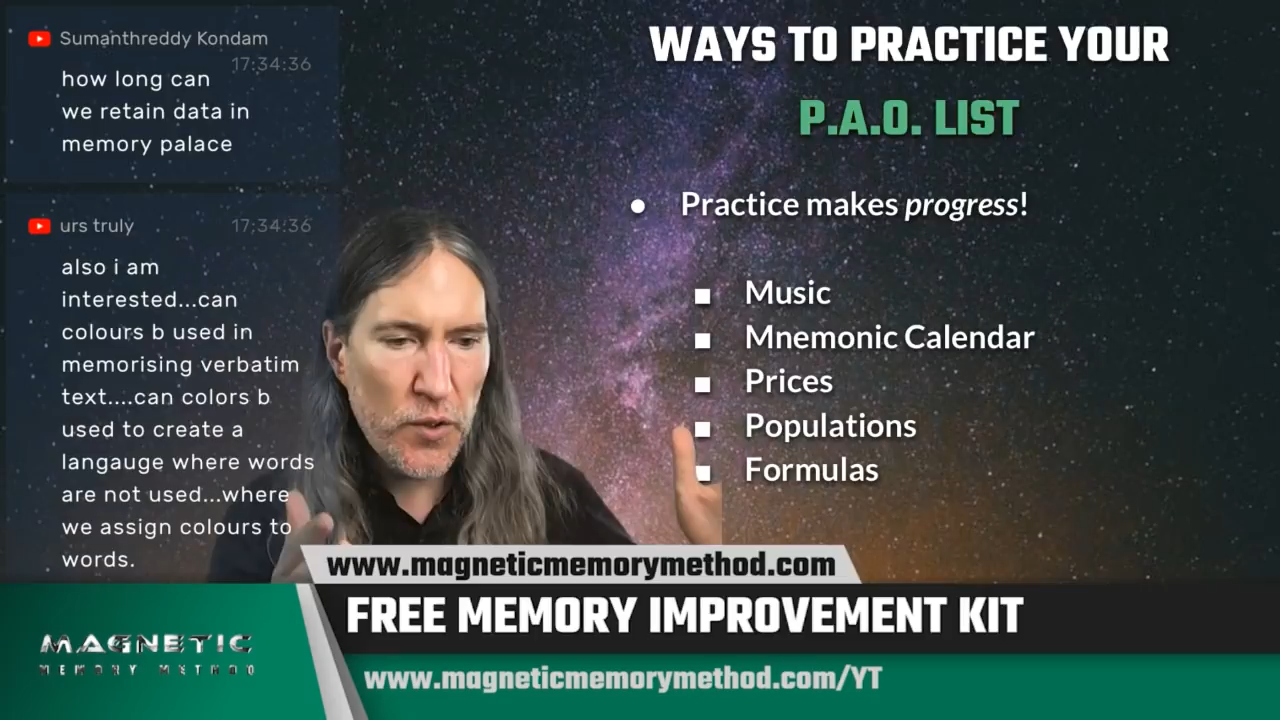 Sumanthreddy Kondam
17:34:36
how long can
we retain data in
memory palace
urs truly
17:34:36
also i am
interested...can
colours b used in
memorising verbatim
text....can colors b
used to create a
langauge where words
are not used...where
we assign colours to
words.
WAYS TO PRACTICE YOUR
P.A.O. LIST
● Practice makes progress!
■ Music
■ Mnemonic Calendar
■ Prices
■ Populations
■ Formulas
www.magneticmemorymethod.com
FREE MEMORY IMPROVEMENT KIT
MAGNETIC
MEMORY METHOD
www.magneticmemorymethod.com/YT